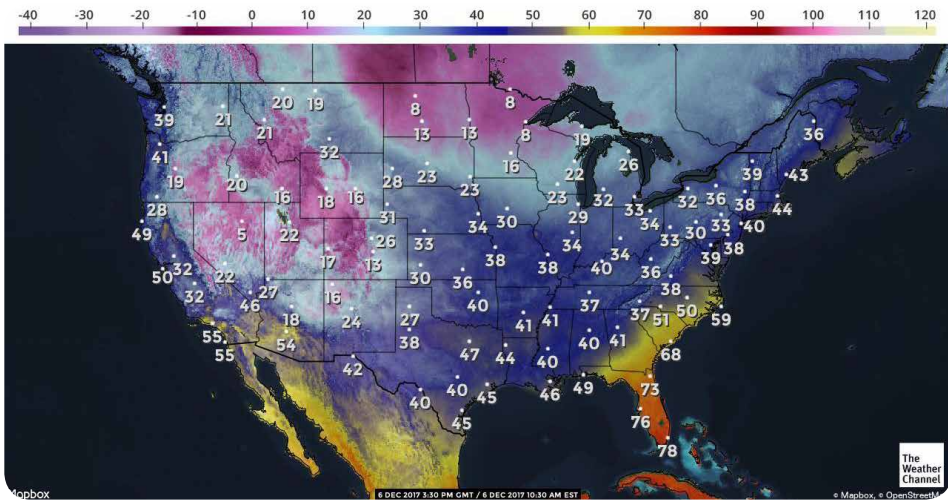 -40 -20 0 10 20 30 40 50 60 70 80 90 100 110 120
20 19 8 8
39 21 21 13 13 8 19 36
41 32 16 22 26 39 43
19 20 16 18 16 28 23 23 23 32 33 32 36 38 44
28 31 34 30 29 34 30 33 40
49 5 22 26 33 34 34 33 38
50 32 22 17 13 38 38 40 36 39
32 46 27 16 30 36 40 37 38 50
18 24 27 41 41 37 51 59
55 54 38 47 44 40 40 41 68
55 42 40 40 45 46 49 73
45 76
78
The
Weather
Channel
mapbox
6 DEC 2017 3:30 PM GMT / 6 DEC 2017 10:30 AM EST
© Mapbox, © OpenStreetM